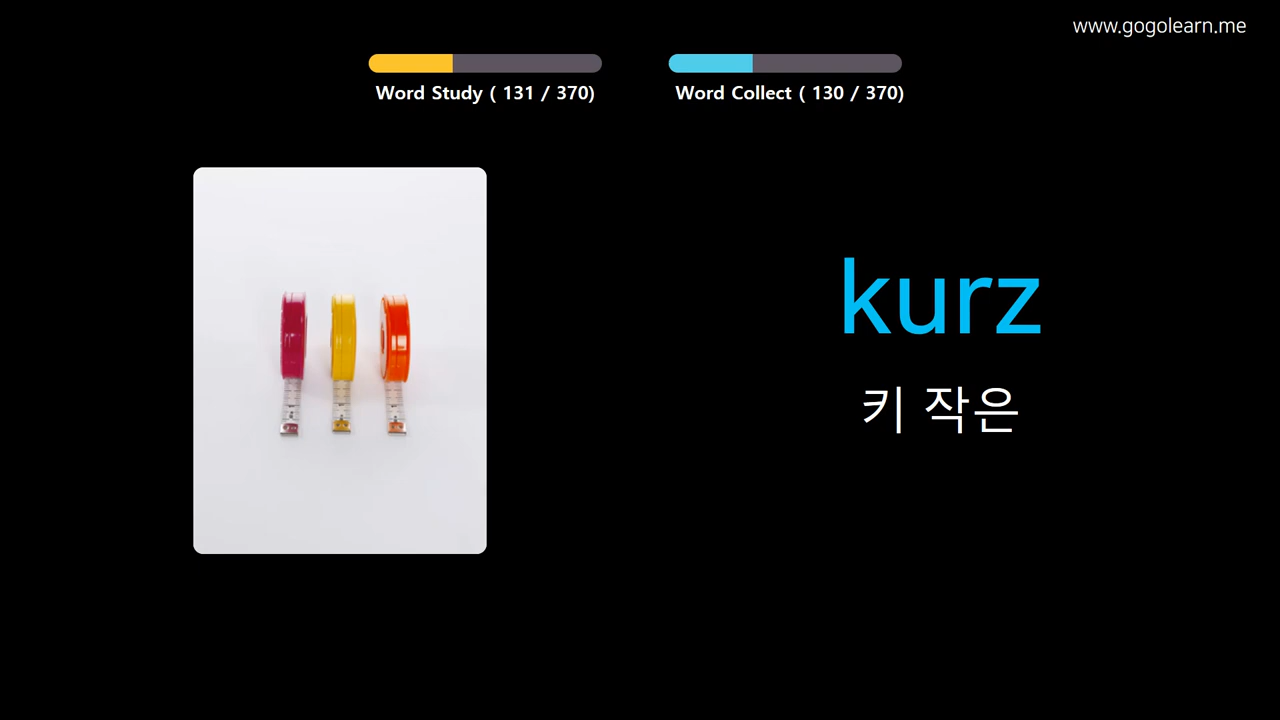 www.gogolearn.me
Word Study ( 131 / 370)
Word Collect ( 130 / 370)
kurz
키 작은